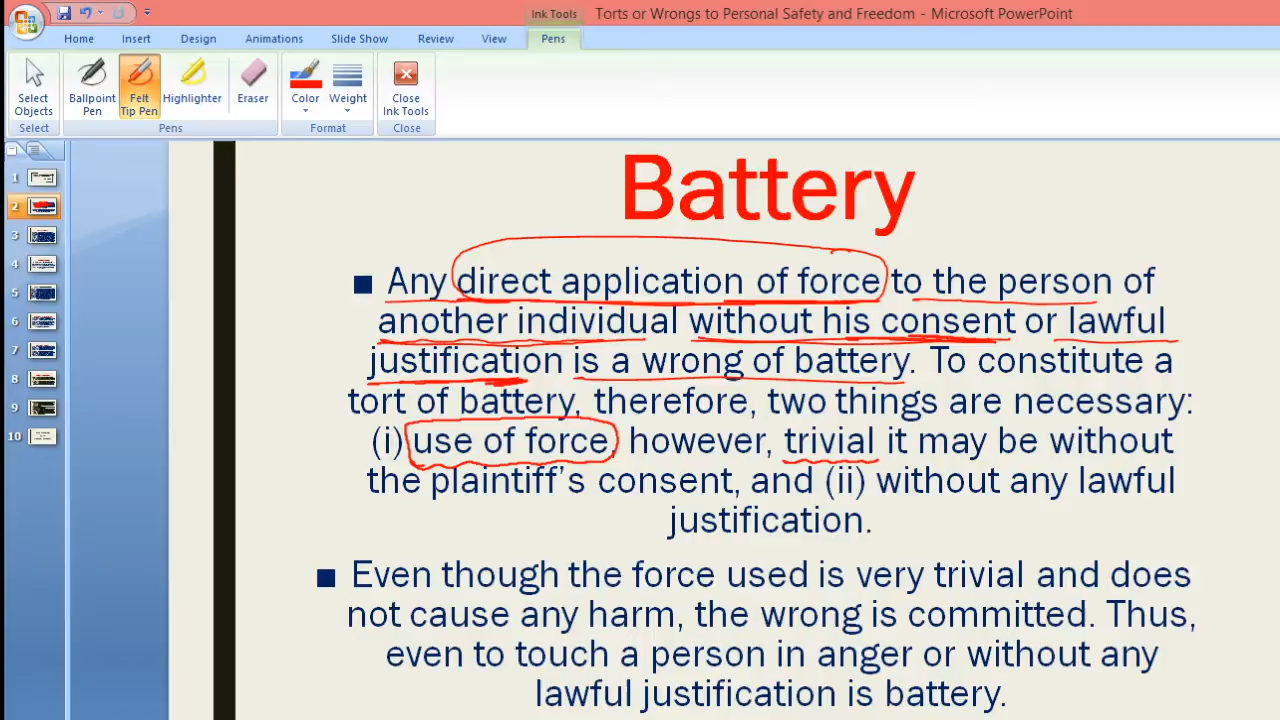 Ink Tools
Torts or Wrongs to Personal Safety and Freedom - Microsoft PowerPoint
Home Insert Design Animations Slide Show Review View Pens
Select Objects
Ballpoint Pen
Felt Tip Pen
Highlighter
Eraser
Color
Weight
Close Ink Tools
Select Pens Format Close
1
2
3
4
5
6
7
8
9
10
Battery
■ Any direct application of force to the person of
another individual without his consent or lawful
justification is a wrong of battery. To constitute a
tort of battery, therefore, two things are necessary:
(i) use of force, however, trivial it may be without
the plaintiff’s consent, and (ii) without any lawful
justification.
■ Even though the force used is very trivial and does
not cause any harm, the wrong is committed. Thus,
even to touch a person in anger or without any
lawful justification is battery.